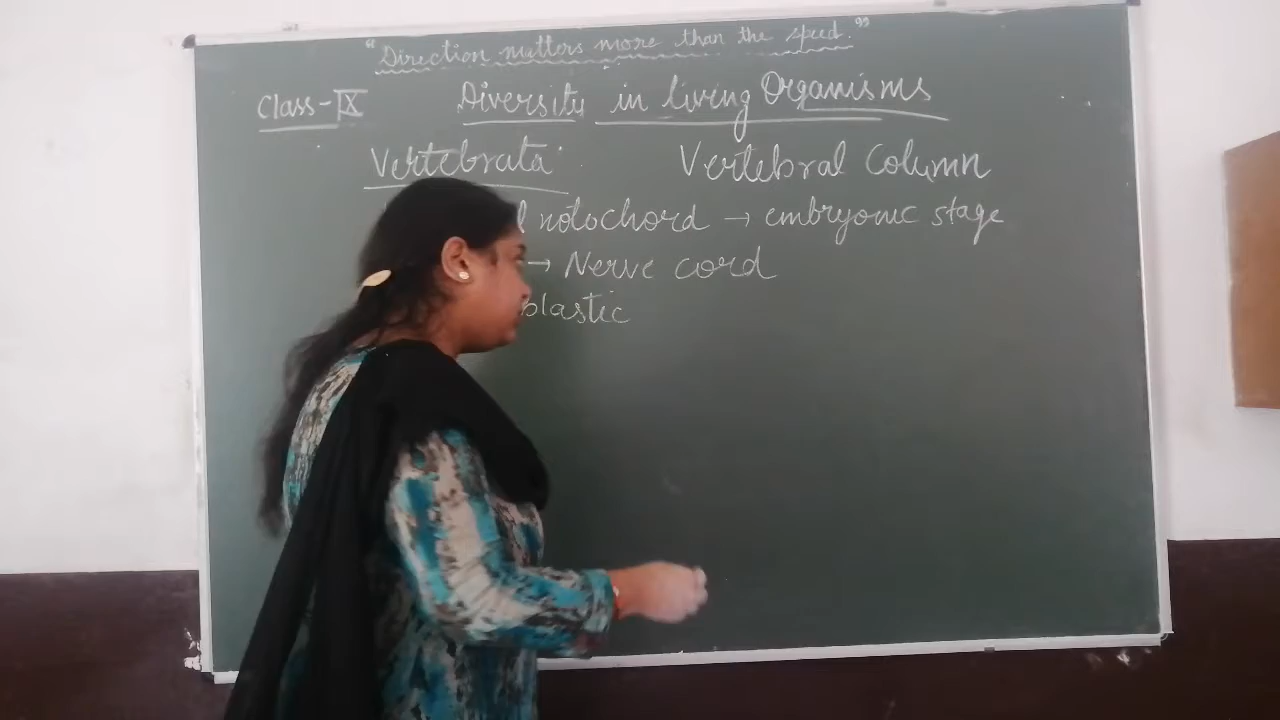 "Direction matters more than the speed."
Class-IX Diversity in living Organisms
Vertebrata Vertebral Column
notochord → embryonic stage
→ Nerve cord
blastic